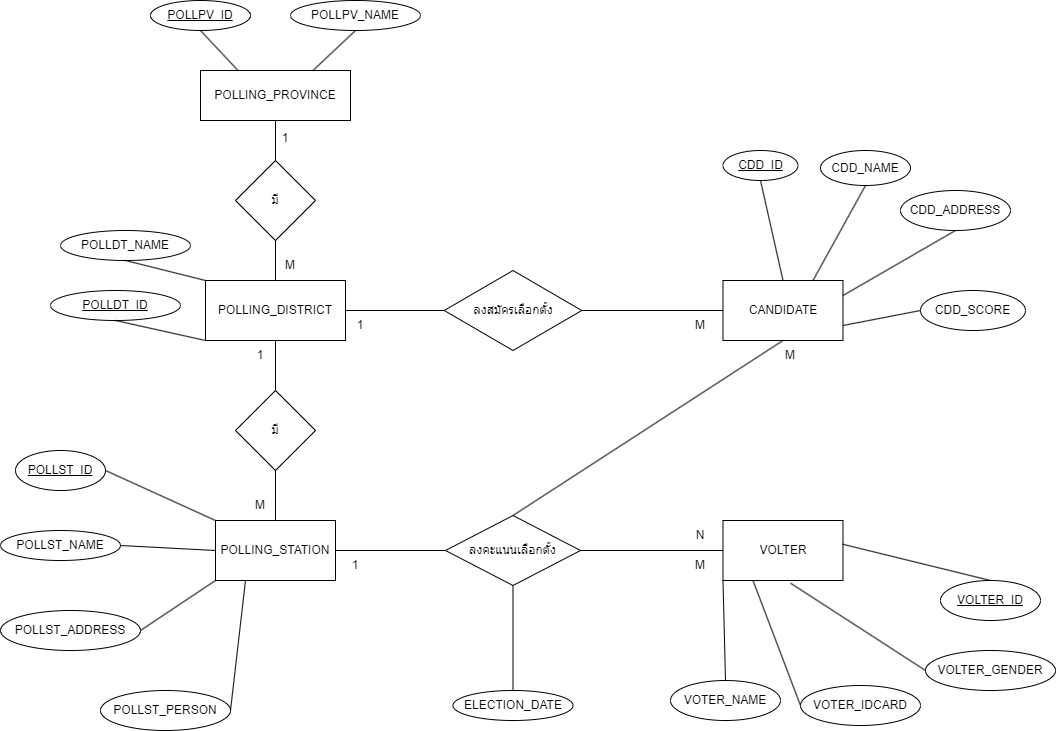 POLLPV_ID
POLLPV_NAME
POLLING_PROVINCE
1
มี
M
POLLDT_NAME
POLLDT_ID
POLLING_DISTRICT
1
ลงสมัครเลือกตั้ง
M
CDD_ID
CDD_NAME
CDD_ADDRESS
CDD_SCORE
CANDIDATE
1
M
มี
M
POLLST_ID
POLLST_NAME
POLLST_ADDRESS
POLLST_PERSON
POLLING_STATION
1
ลงคะแนนเลือกตั้ง
N
M
VOLTER
ELECTION_DATE
VOLTER_ID
VOLTER_GENDER
VOTER_NAME
VOTER_IDCARD